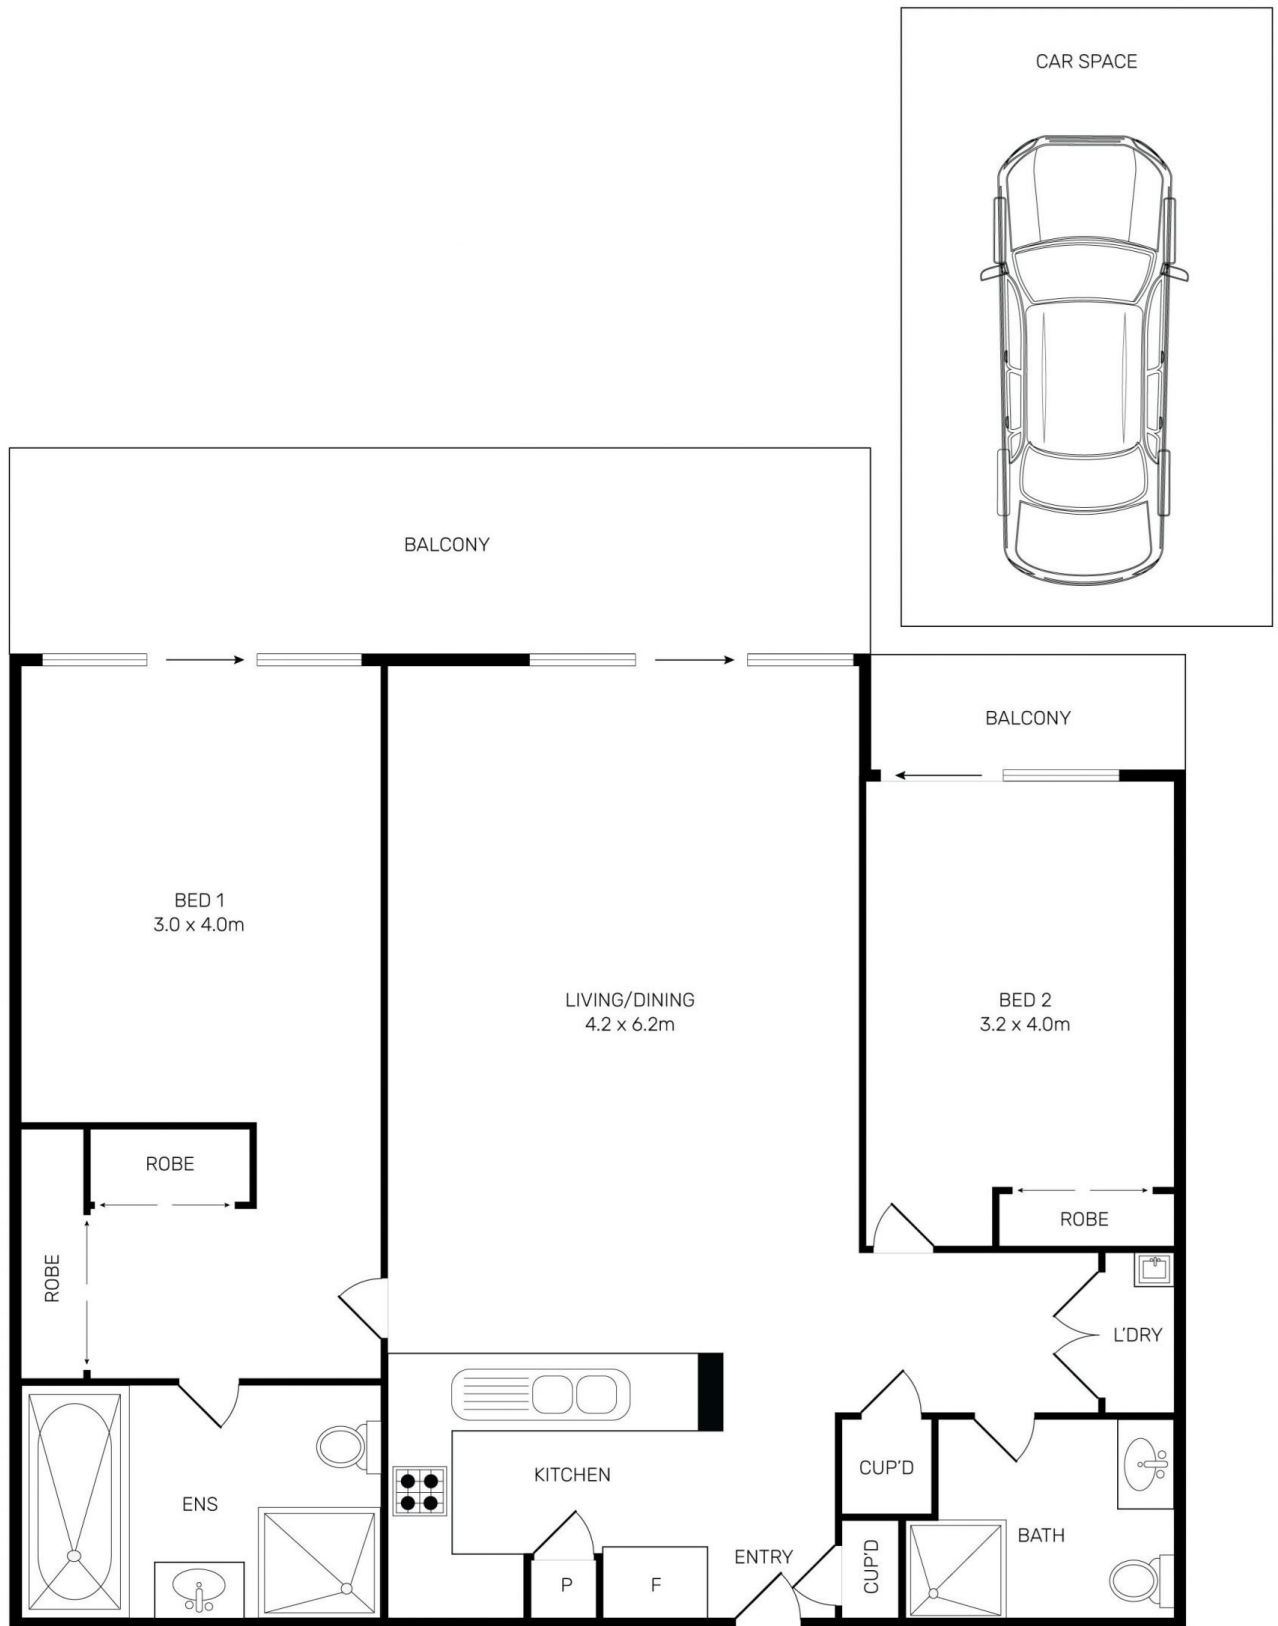 CAR SPACE
BALCONY
BALCONY
BED 1
3.0 x 4.0m
LIVING/DINING
4.2 x 6.2m
BED 2
3.2 x 4.0m
ROBE
ROBE
ROBE
L'DRY
KITCHEN
CUP'D
ENS
BATH
ENTRY
CUP'D
P
F